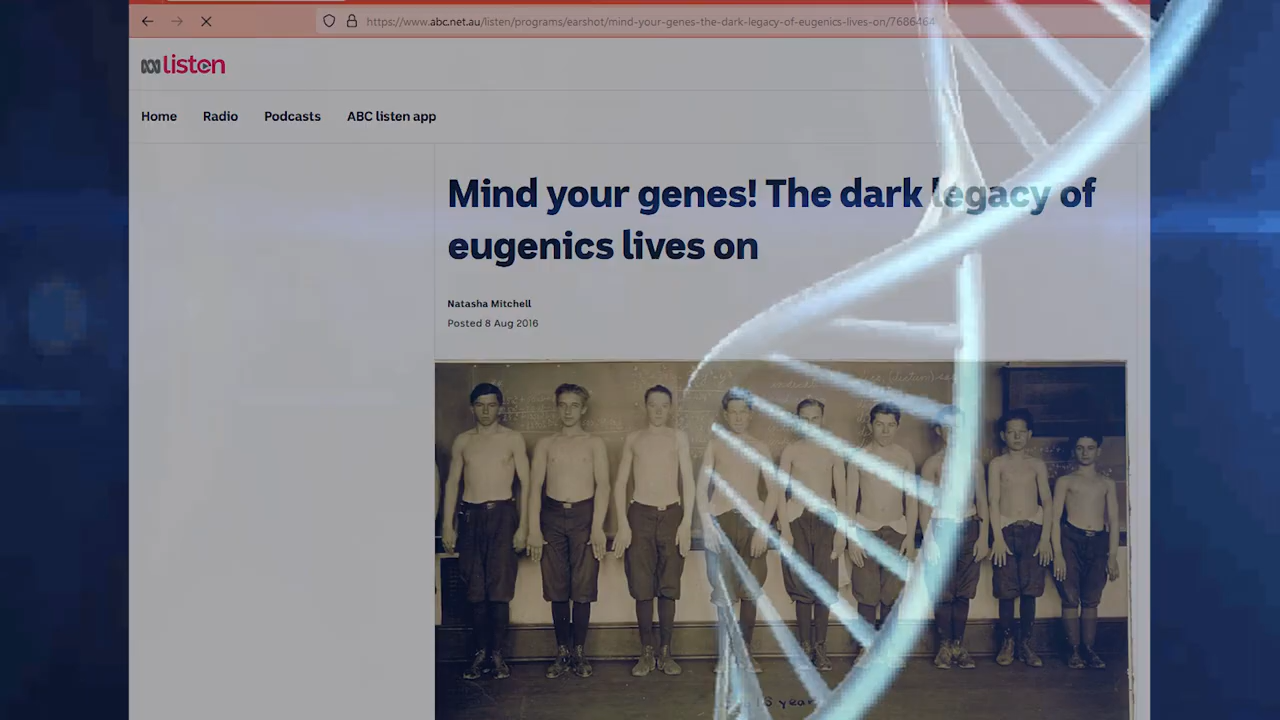 https://www.abc.net.au/listen/programs/earshot/mind-your-genes-the-dark-legacy-of-eugenics-lives-on/7686464
listen
Home Radio Podcasts ABC listen app
Mind your genes! The dark legacy of
eugenics lives on
Natasha Mitchell
Posted 8 Aug 2016